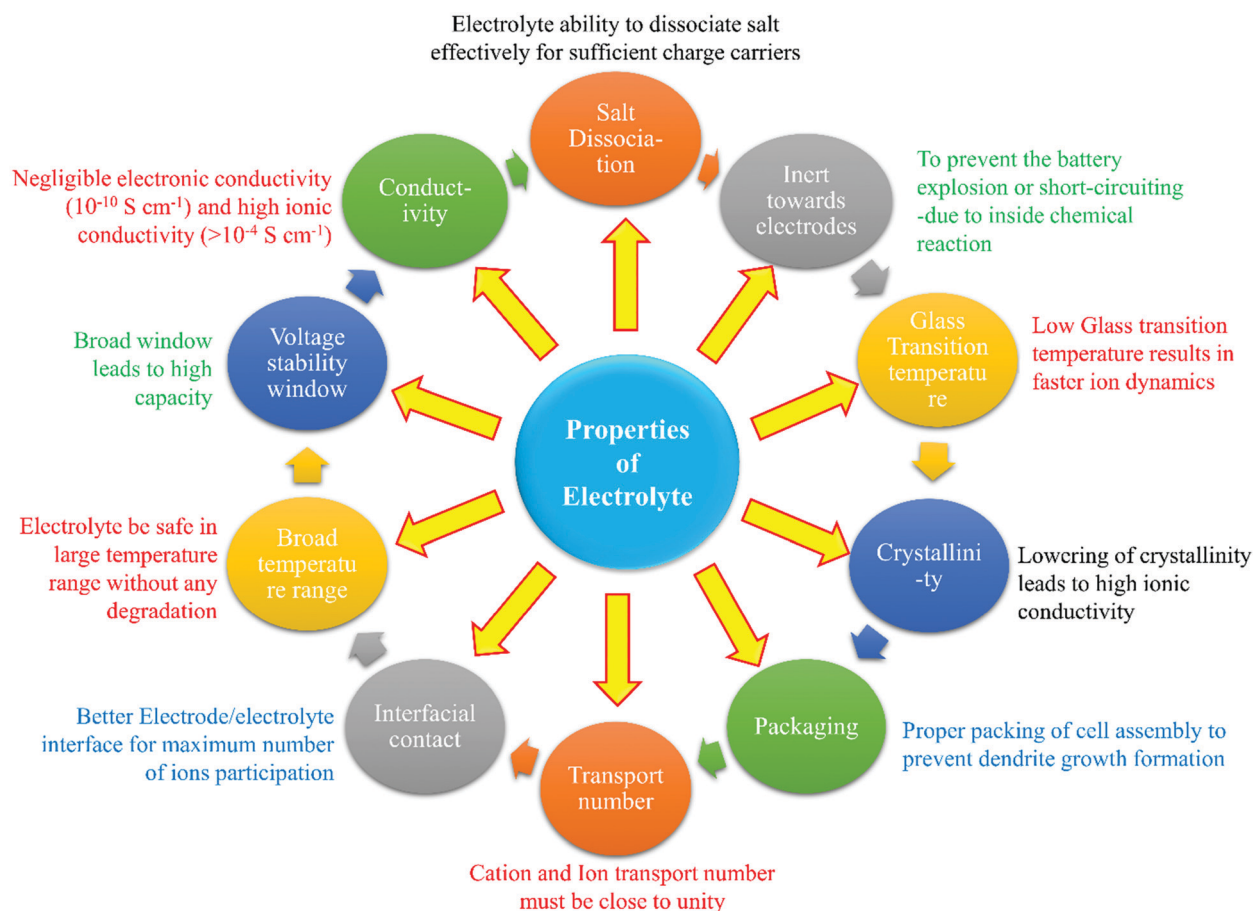 Electrolyte ability to dissociate salt
effectively for sufficient charge carriers
Salt
Dissocia-
tion
Inert
towards
electrodes
To prevent the battery
explosion or short-circuiting
-due to inside chemical
reaction
Glass
Transition
temperatu
re
Low Glass transition
temperature results in
faster ion dynamics
Crystallini
-ty
Lowering of crystallinity
leads to high ionic
conductivity
Packaging
Proper packing of cell assembly to
prevent dendrite growth formation
Transport
number
Cation and Ion transport number
must be close to unity
Interfacial
contact
Better Electrode/electrolyte
interface for maximum number
of ions participation
Broad
temperatu
re range
Electrolyte be safe in
large temperature
range without any
degradation
Voltage
stability
window
Broad window
leads to high
capacity
Conduct-
ivity
Negligible electronic conductivity
(10⁻¹⁰ S cm⁻¹) and high ionic
conductivity (>10⁻⁴ S cm⁻¹)
Properties
of
Electrolyte